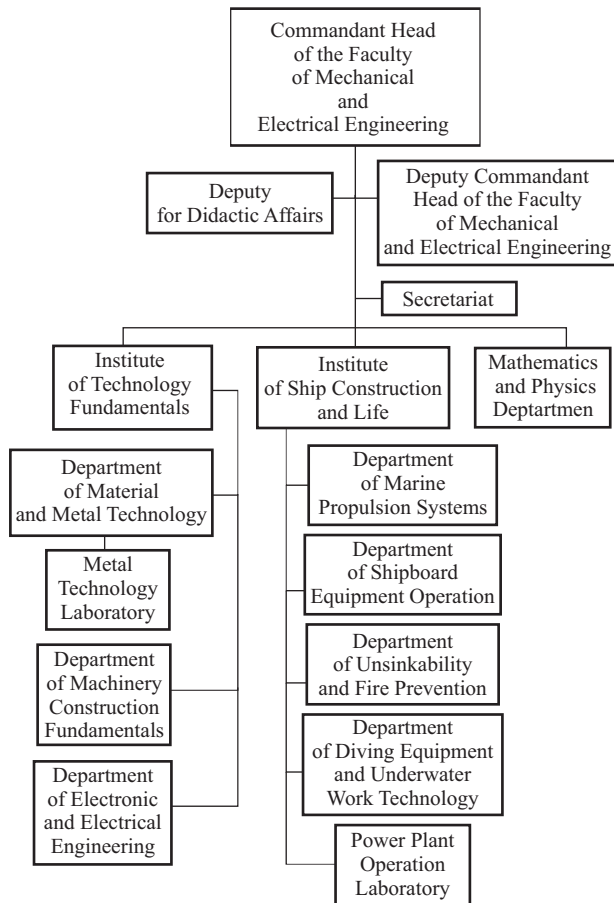 Commandant Head
of the Faculty
of Mechanical
and
Electrical Engineering
Deputy
for Didactic Affairs
Deputy Commandant
Head of the Faculty
of Mechanical
and Electrical Engineering
Secretariat
Institute
of Technology
Fundamentals
Institute
of Ship Construction
and Life
Mathematics
and Physics
Deptartmen
Department
of Material
and Metal Technology
Metal
Technology
Laboratory
Department
of Machinery
Construction
Fundamentals
Department
of Electronic
and Electrical
Engineering
Department
of Marine
Propulsion Systems
Department
of Shipboard
Equipment Operation
Department
of Unsinkability
and Fire Prevention
Department
of Diving Equipment
and Underwater
Work Technology
Power Plant
Operation
Laboratory